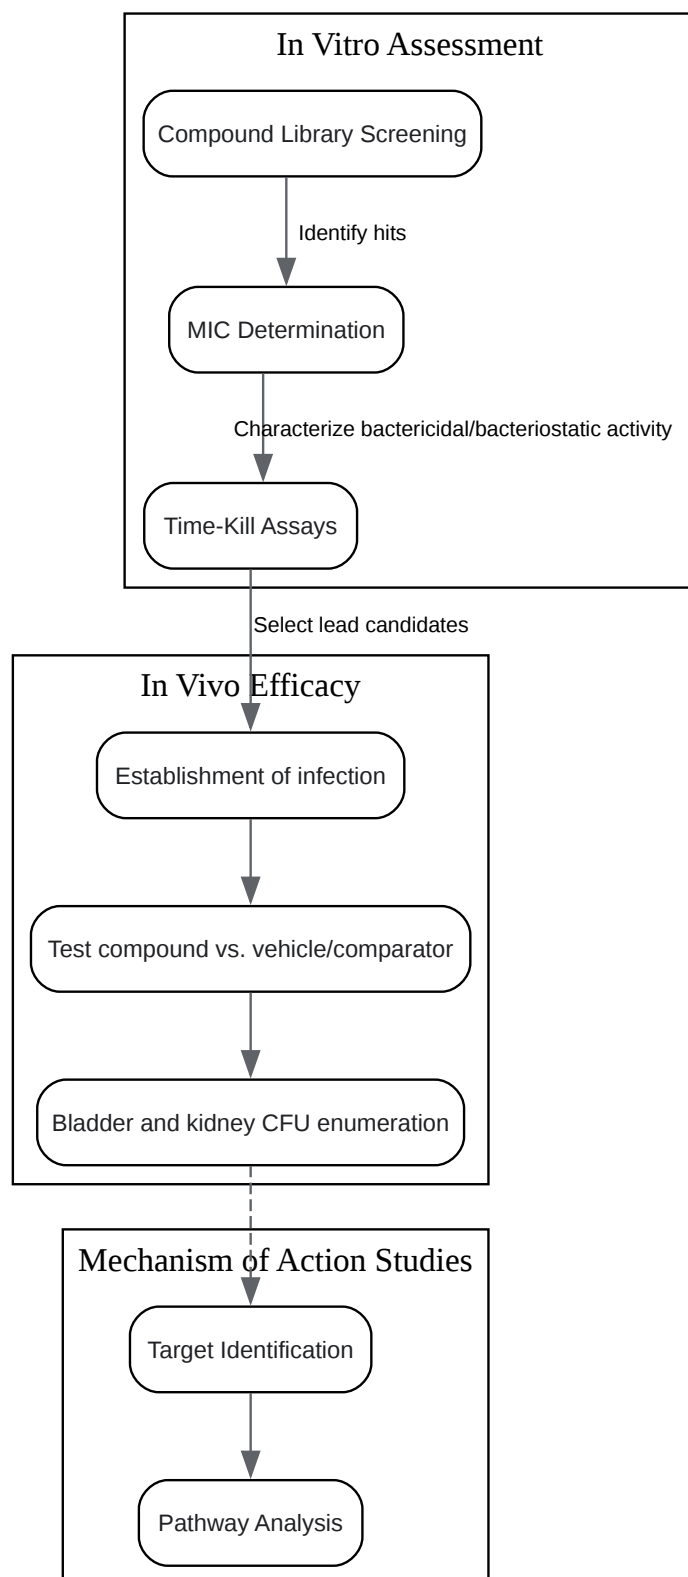 In Vitro Assessment
Compound Library Screening
Identify hits
MIC Determination
Characterize bactericidal/bacteriostatic activity
Time-Kill Assays
Select lead candidates
In Vivo Efficacy
Establishment of infection
Test compound vs. vehicle/comparator
Bladder and kidney CFU enumeration
Mechanism of Action Studies
Target Identification
Pathway Analysis